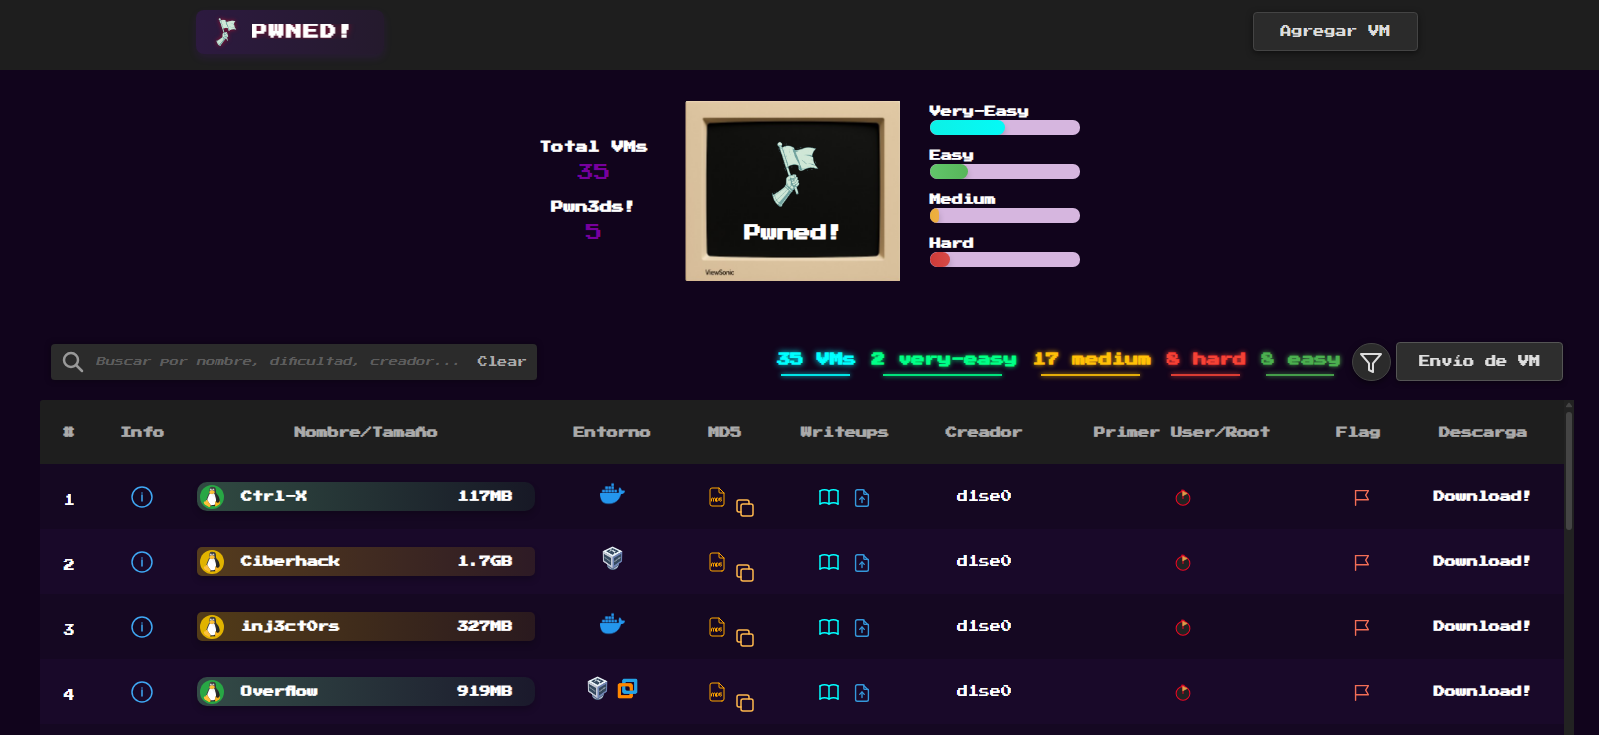 PWNED!
Agregar VM
Total VMs
35
Pwn3ds!
5
Pwned!
ViewSonic
Very-Easy
Easy
Medium
Hard
Buscar por nombre, dificultad, creador... Clear
35 VMs 2 very-easy 17 medium 8 hard 8 easy
Envío de VM
# Info Nombre/Tamaño Entorno MD5 Writeups Creador Primer User/Root Flag Descarga
1 Ctrl-X 117MB d1se0 Download!
2 Ciberhack 1.7GB d1se0 Download!
3 inj3ct0rs 327MB d1se0 Download!
4 Overflow 919MB d1se0 Download!